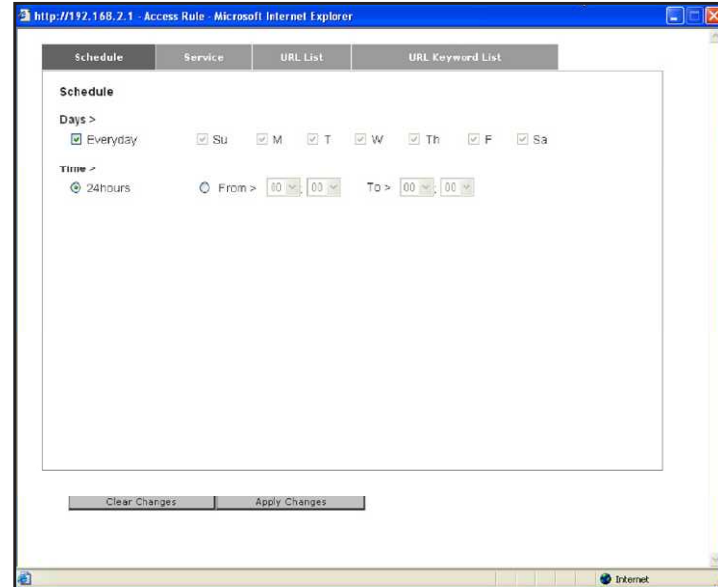 http://192.168.2.1 - Access Rule - Microsoft Internet Explorer
Schedule Service URL List URL Keyword List
Schedule
Days >
Everyday Su M T W Th F Sa
Time >
24hours From > 00 : 00 To > 00 : 00
Clear Changes Apply Changes
Internet